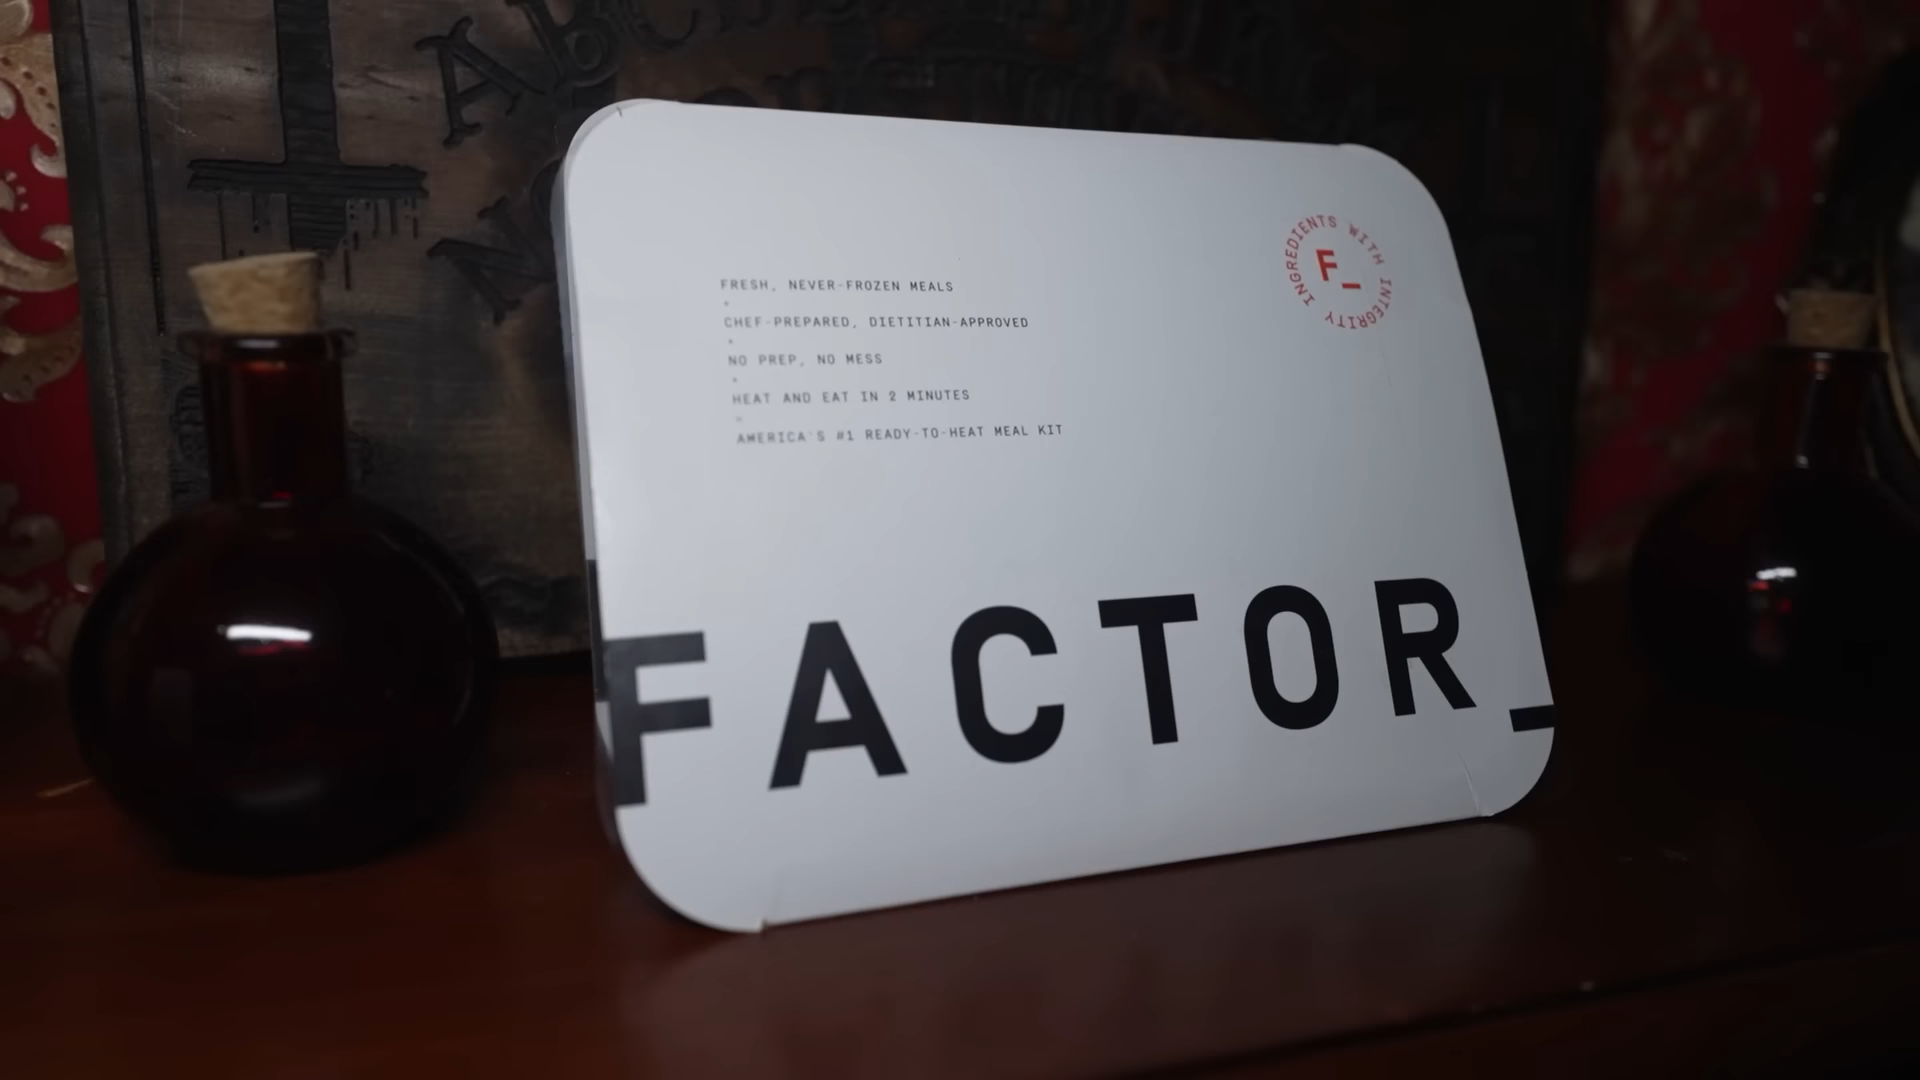 FRESH, NEVER-FROZEN MEALS
CHEF-PREPARED, DIETITIAN-APPROVED
NO PREP, NO MESS
HEAT AND EAT IN 2 MINUTES
AMERICA'S #1 READY-TO-HEAT MEAL KIT
INGREDIENTS WITH INTEGRITY
F_
FACTOR_